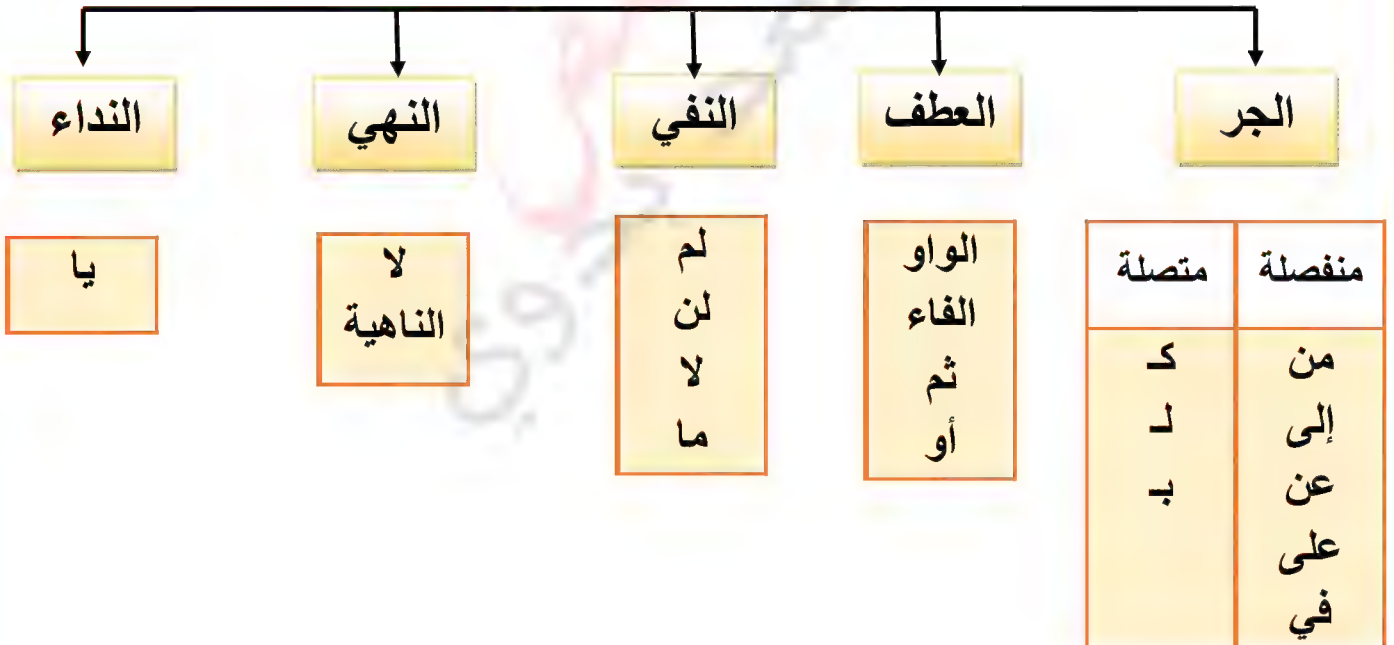 الجر
العطف
النفي
النهي
النداء
منفصلة
متصلة
من
إلى
عن
على
في
كـ
لـ
بـ
الواو
الفاء
ثم
أو
لم
لن
لا
ما
لا
الناهية
يا